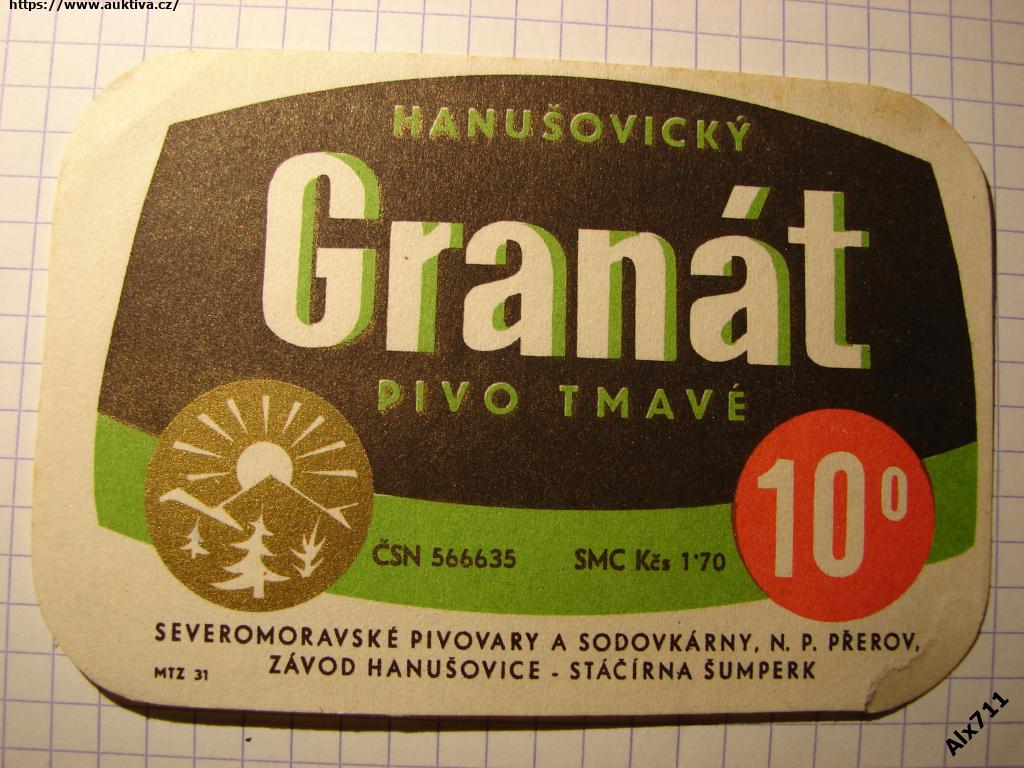 https://www.auktiva.cz/
HANUŠOVICKÝ
Granát
PIVO TMAVÉ
10⁰
ČSN 566635 SMC Kčs 1·70
SEVEROMORAVSKÉ PIVOVARY A SODOVKÁRNY, N. P. PŘEROV,
MTZ 31 ZÁVOD HANUŠOVICE - STÁČÍRNA ŠUMPERK
Alx711